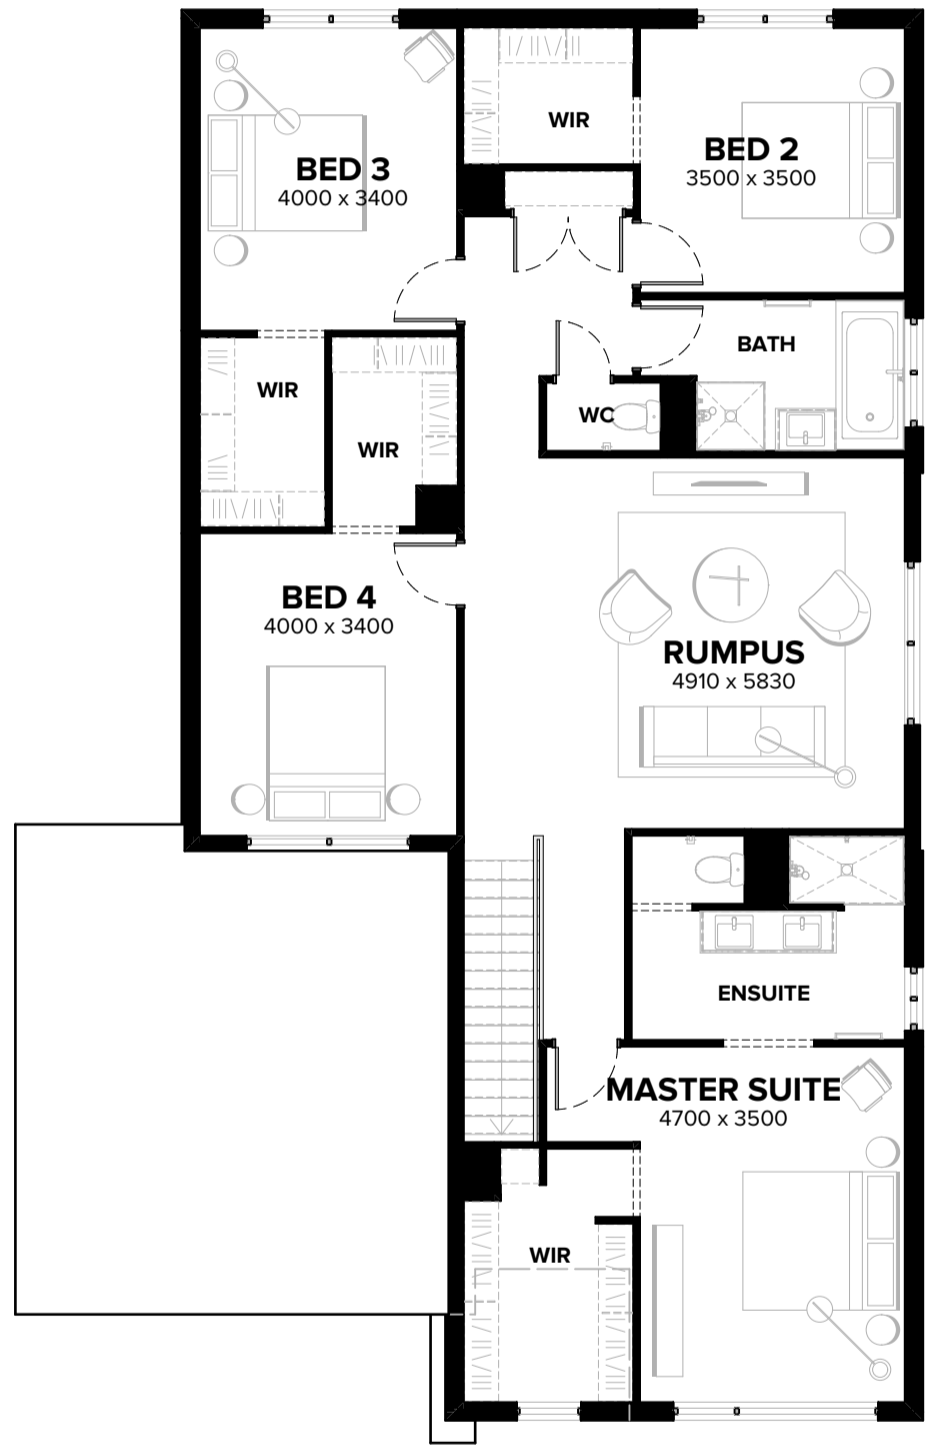 WIR
BED 2
3500 x 3500
BED 3
4000 x 3400
BATH
WIR
WC
WIR
BED 4
4000 x 3400
RUMPUS
4910 x 5830
ENSUITE
MASTER SUITE
4700 x 3500
WIR